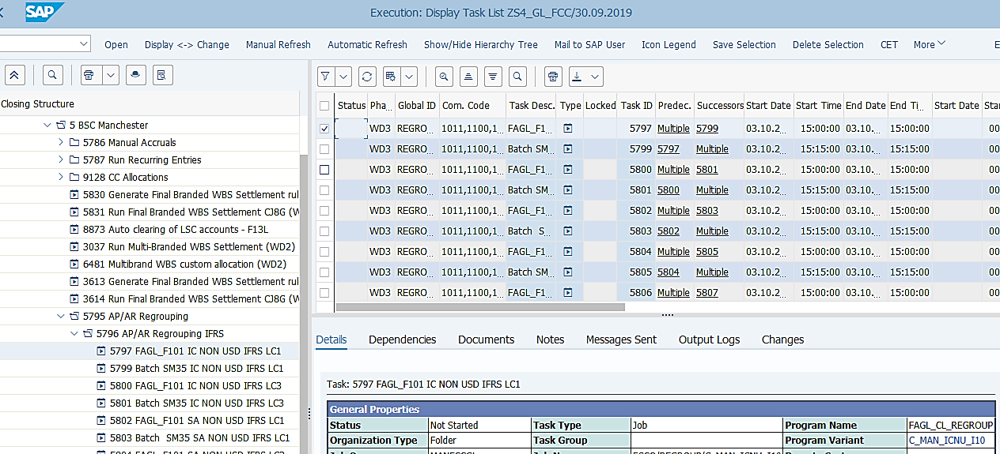 SAP
Execution: Display Task List ZS4_GL_FCC/30.09.2019
Open Display <-> Change Manual Refresh Automatic Refresh Show/Hide Hierarchy Tree Mail to SAP User Icon Legend Save Selection Delete Selection CET More E
Closing Structure
5 BSC Manchester
5786 Manual Accruals
5787 Run Recurring Entries
9128 CC Allocations
5830 Generate Final Branded WBS Settlement rul
5831 Run Final Branded WBS Settlement CJ8G (W
8873 Auto clearing of LSC accounts - F13L
3037 Run Multi-Branded WBS Settlement (WD2)
6481 Multibrand WBS custom allocation (WD2)
3613 Generate Final Branded WBS Settlement rul
3614 Run Final Branded WBS Settlement CJ8G (W
5795 AP/AR Regrouping
5796 AP/AR Regrouping IFRS
5797 FAGL_F101 IC NON USD IFRS LC1
5799 Batch SM35 IC NON USD IFRS LC1
5800 FAGL_F101 IC NON USD IFRS LC3
5801 Batch SM35 IC NON USD IFRS LC3
5802 FAGL_F101 SA NON USD IFRS LC1
5803 Batch  SM35 SA NON USD IFRS LC1
Status Pha... Global ID Com. Code Task Desc. Type Locked Task ID Predec. Successors Start Date Start Time End Date End Ti... Start Date Star
WD3 REGRO... 1011,1100,1... FAGL_F1... 5797 Multiple 5799 03.10.2... 15:00:00 03.10.... 15:00:00 00
WD3 REGRO... 1011,1100,1... Batch SM... 5799 5797 Multiple 03.10.2... 15:15:00 03.10.... 15:15:00 00
WD3 REGRO... 1011,1100,1... FAGL_F1... 5800 Multiple 5801 03.10.2... 15:00:00 03.10.... 15:00:00 00
WD3 REGRO... 1011,1100,1... Batch SM... 5801 5800 Multiple 03.10.2... 15:15:00 03.10.... 15:15:00 00
WD3 REGRO... 1011,1100,1... FAGL_F1... 5802 Multiple 5803 03.10.2... 15:00:00 03.10.... 15:00:00 00
WD3 REGRO... 1011,1100,1... Batch  S... 5803 5802 Multiple 03.10.2... 15:15:00 03.10.... 15:15:00 00
WD3 REGRO... 1011,1100,1... FAGL_F1... 5804 Multiple 5805 03.10.2... 15:00:00 03.10.... 15:00:00 00
WD3 REGRO... 1011,1100,1... Batch SM... 5805 5804 Multiple 03.10.2... 15:15:00 03.10.... 15:15:00 00
WD3 REGRO... 1011,1100,1... FAGL_F1... 5806 Multiple 5807 03.10.2... 15:00:00 03.10.... 15:00:00 00
Details Dependencies Documents Notes Messages Sent Output Logs Changes
Task: 5797 FAGL_F101 IC NON USD IFRS LC1
General Properties
Status Not Started Task Type Job Program Name FAGL_CL_REGROUP
Organization Type Folder Task Group Program Variant C_MAN_ICNU_I10